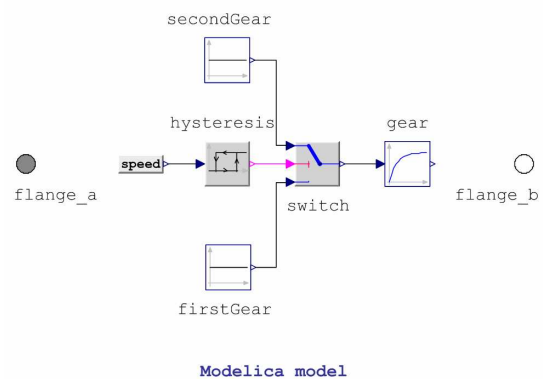 secondGear
hysteresis
gear
speed
flange_a
switch
flange_b
firstGear
Modelica model